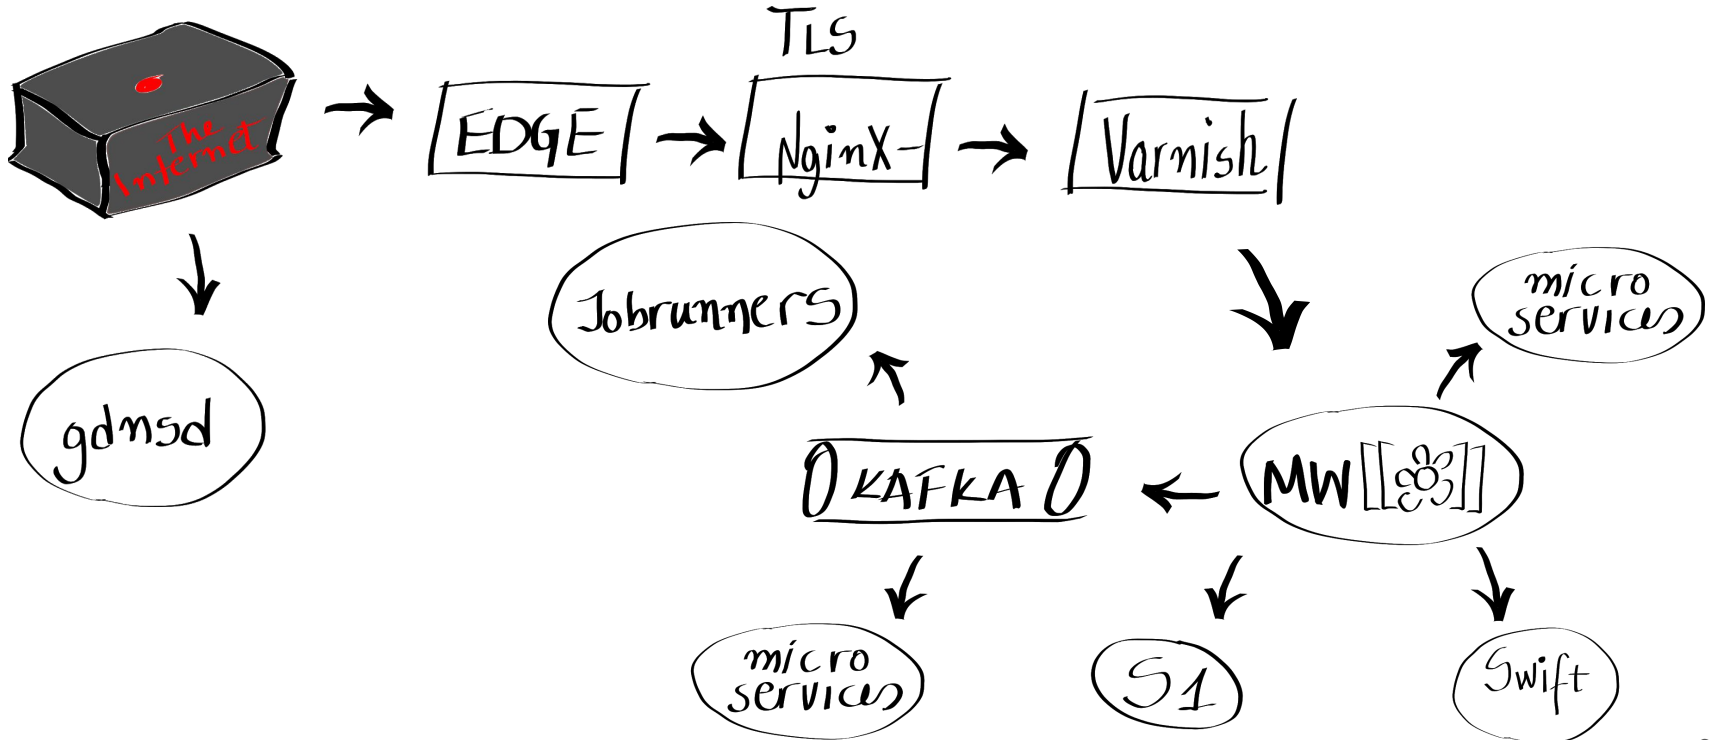 TLS
The
Internet
EDGE
NginX-
Varnish
Jobrunners
micro
services
gdnsd
KAFKA
MW[[]]
micro
services
S1
Swift